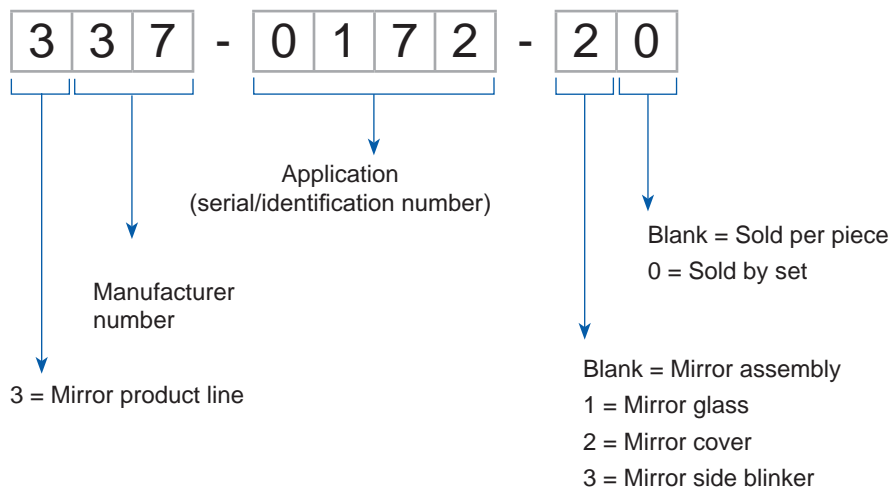 3 3 7 - 0 1 7 2 - 2 0
Application
(serial/identification number)
Blank = Sold per piece
0 = Sold by set
Manufacturer
number
Blank = Mirror assembly
1 = Mirror glass
2 = Mirror cover
3 = Mirror side blinker
3 = Mirror product line